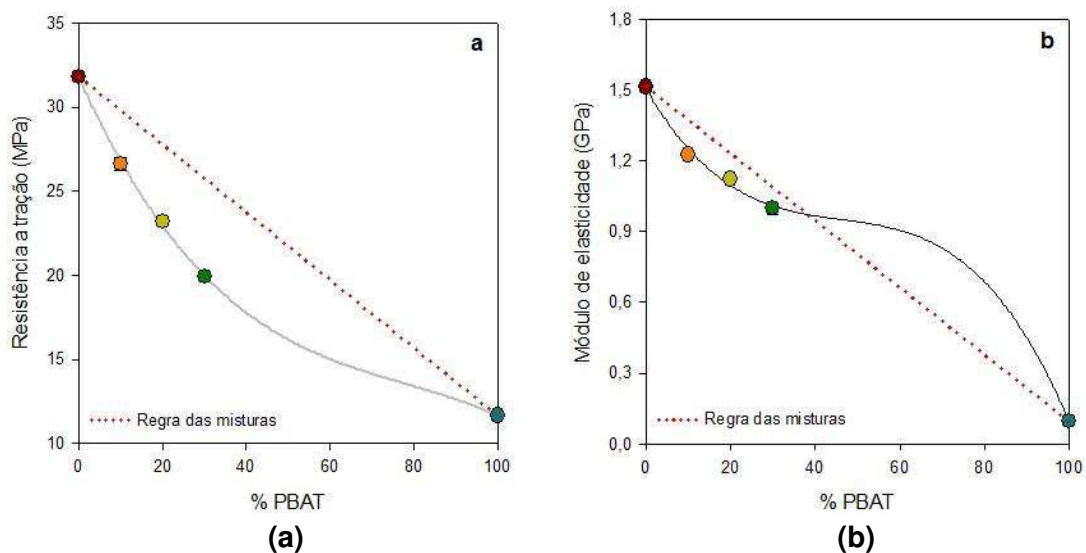 a
Resistência a tração (MPa)
35
30
25
20
15
10
Regra das misturas
0
20
40
60
80
100
% PBAT
(a)
b
Módulo de elasticidade (GPa)
1,8
1,5
1,2
0,9
0,6
0,3
0,0
Regra das misturas
0
20
40
60
80
100
% PBAT
(b)